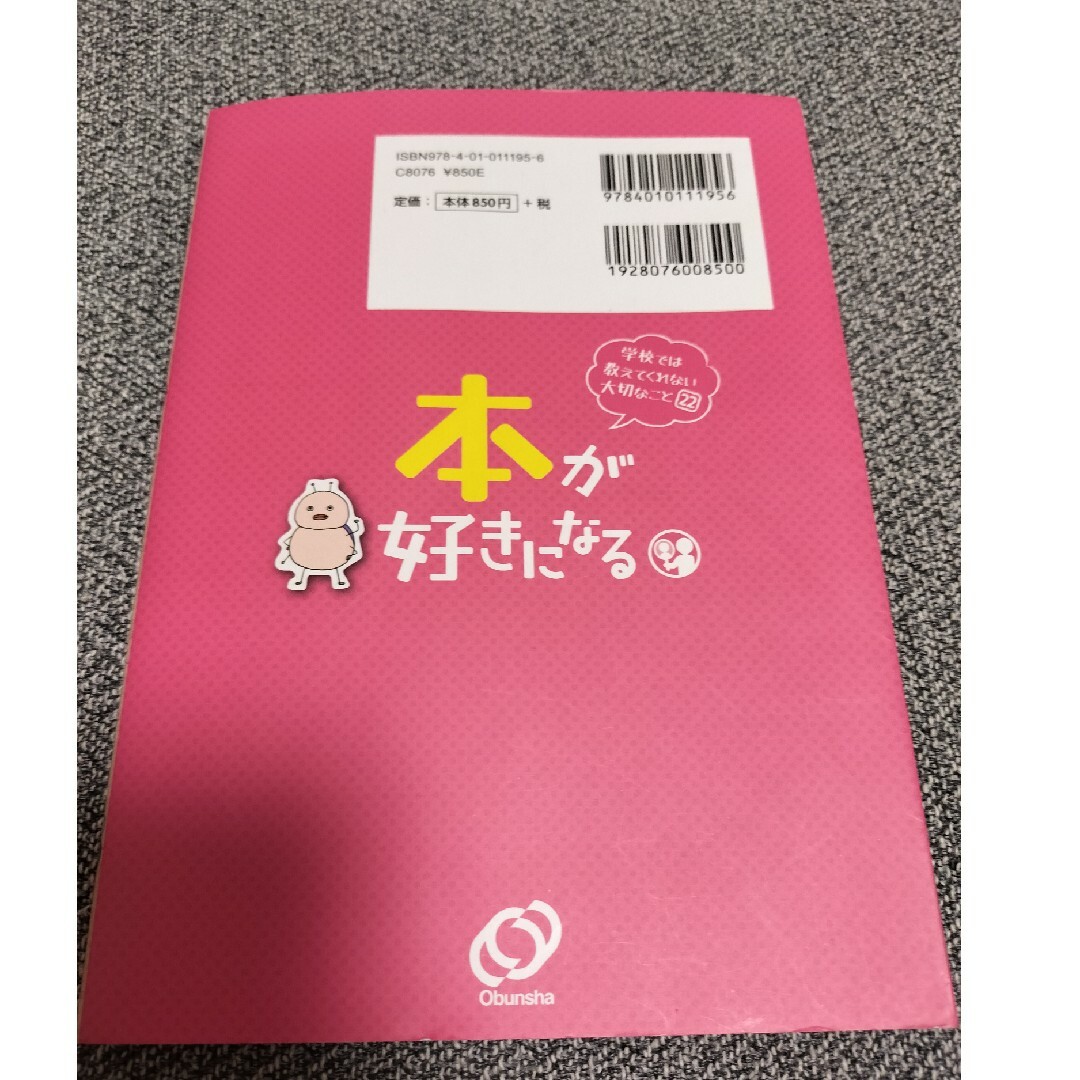 ISBN978-4-01-011195-6
C8076 ¥850E
定価： 本体850円 +税
9784010111956
1928076008500
学校では
教えてくれない
大切なこと 22
本が
好きになる
Obunsha